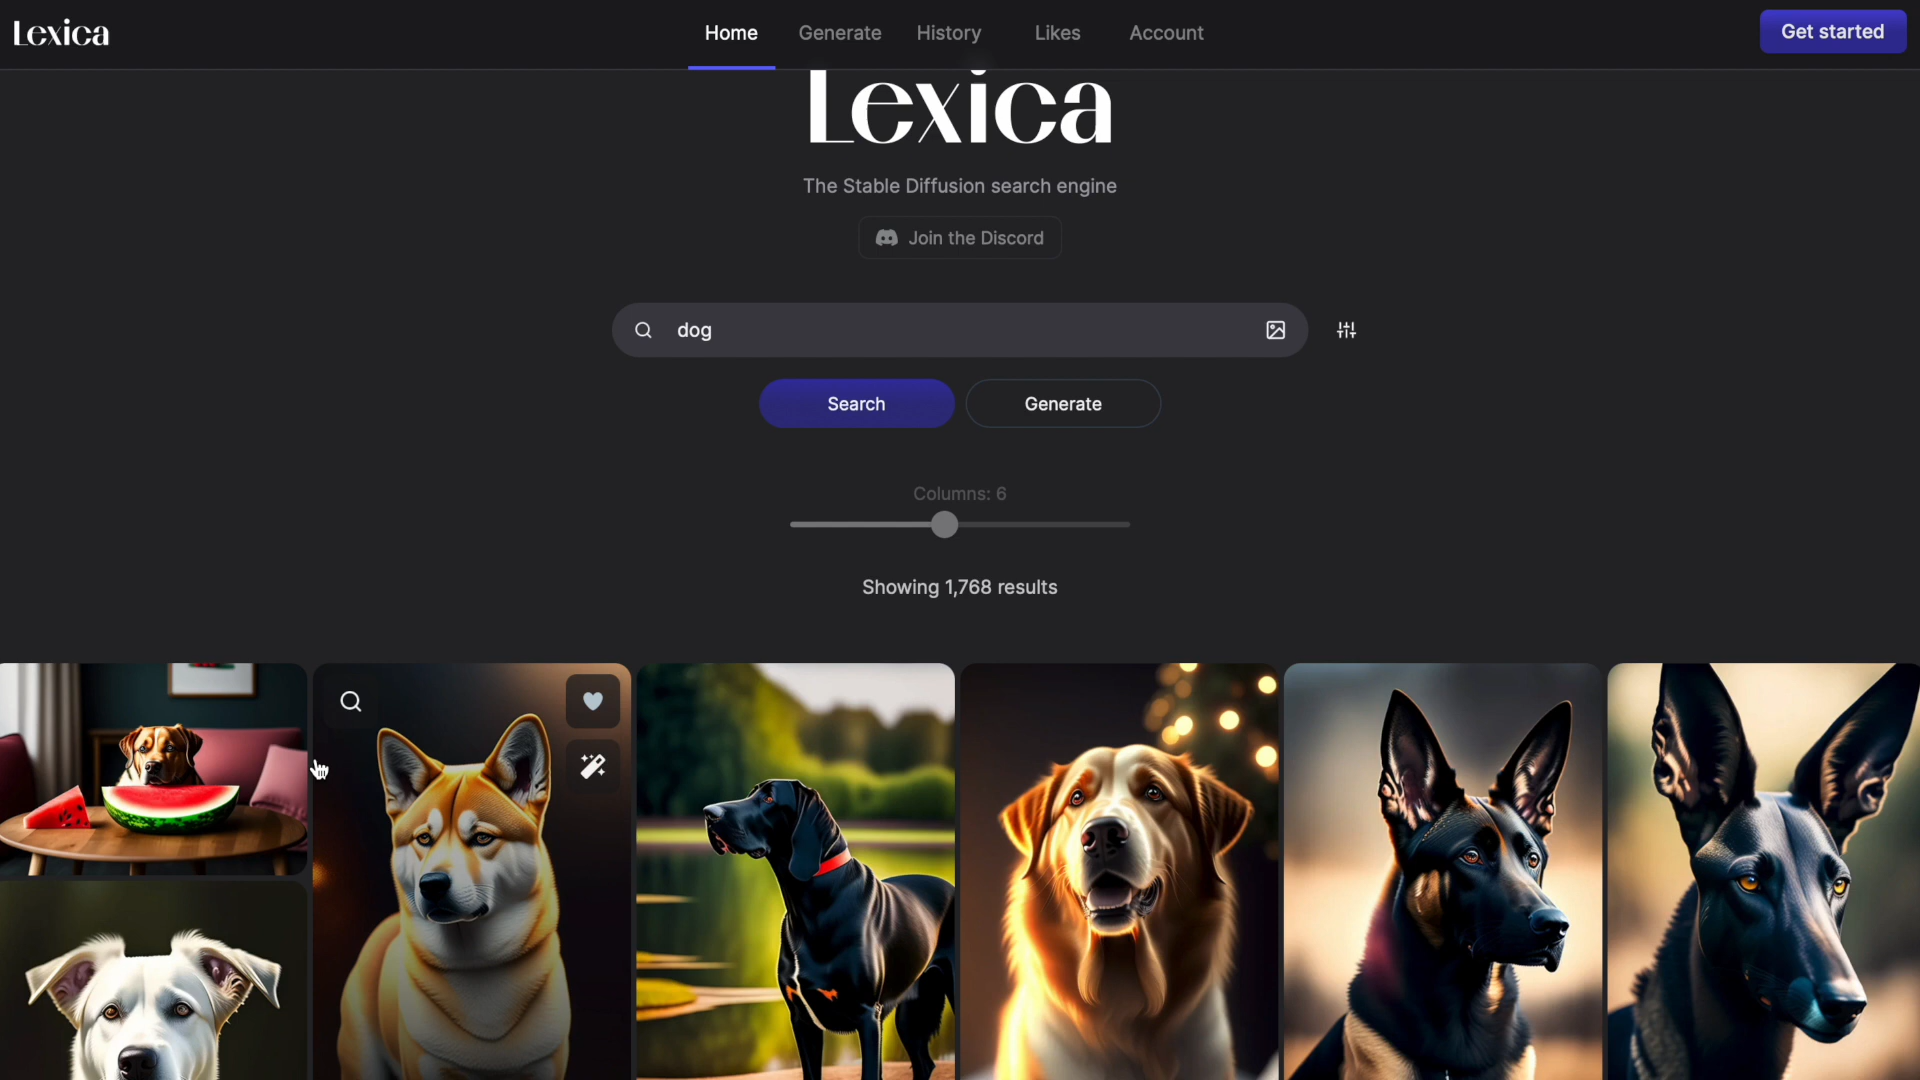 Lexica
Home
Generate
History
Likes
Account
Get started
Lexica
The Stable Diffusion search engine
Join the Discord
dog
Search
Generate
Columns: 6
Showing 1,768 results